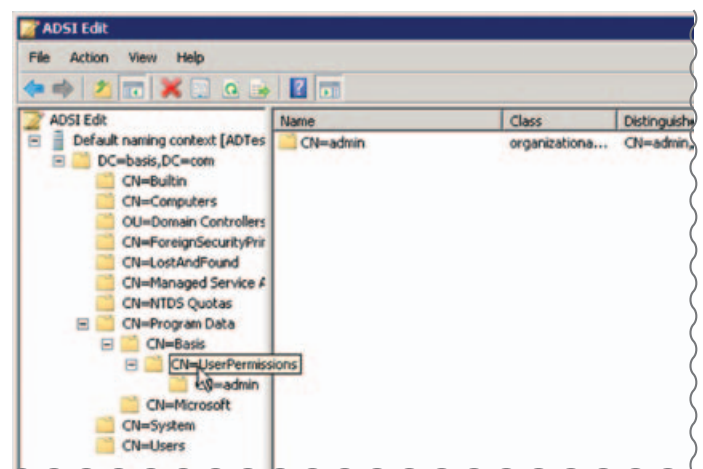 ADSI Edit
File Action View Help
ADSI Edit
Default naming context [ADTes
DC=basis,DC=com
CN=Builtin
CN=Computers
OU=Domain Controllers
CN=ForeignSecurityPrir
CN=LostAndFound
CN=Managed Service A
CN=NTDS Quotas
CN=Program Data
CN=Basis
CN=UserPermissions
CN=admin
CN=Microsoft
CN=System
CN=Users
Name Class Distinguishe
CN=admin organizationa... CN=admin,